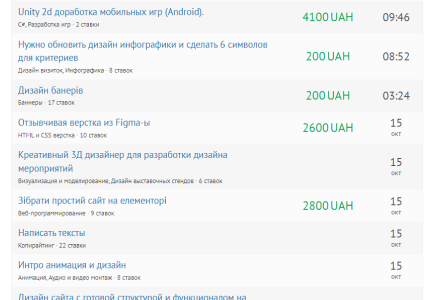 Unity 2d доработка мобильных игр (Android).
4100 UAH
09:46
C#, Разработка игр · 2 ставки
Нужно обновить дизайн инфографики и сделать 6 символов
для критериев
200 UAH
08:52
Дизайн визиток, Инфографика · 8 ставок
Дизайн банерів
200 UAH
03:24
Баннеры · 17 ставок
Отзывчивая верстка из Figma-ы
2600 UAH
15
окт
HTML и CSS верстка · 10 ставок
Креативный 3Д дизайнер для разработки дизайна
мероприятий
15
окт
Визуализация и моделирование, Дизайн выставочных стендов · 6 ставок
Зібрати простий сайт на елементорі
2800 UAH
15
окт
Веб-программирование · 9 ставок
Написать тексты
15
окт
Копирайтинг · 22 ставки
Интро анимация и дизайн
15
окт
Анимация, Аудио и видео монтаж · 8 ставок
Дизайн сайта с готовой структурой и функционалом на